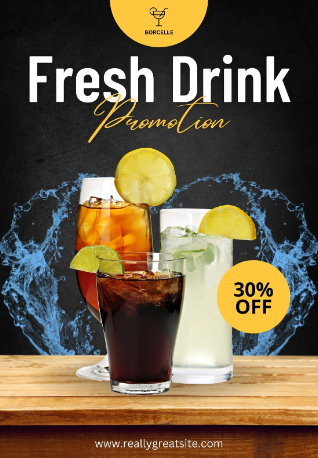 BORCELLE
Fresh Drink
Promotion
30%
OFF
www.reallygreatsite.com